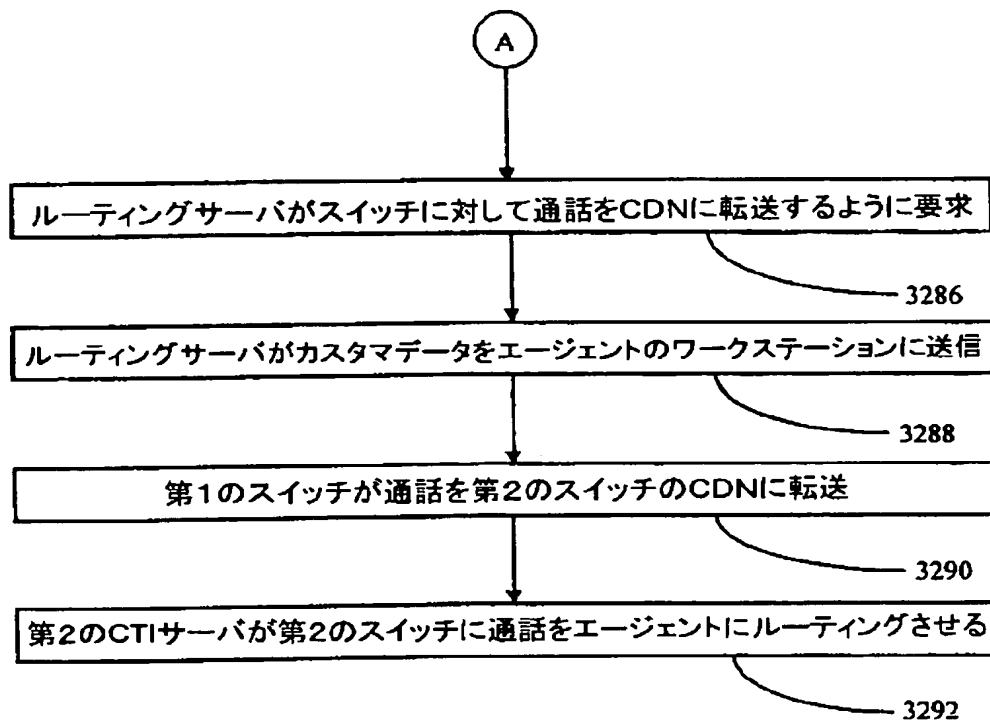 A
ルーティングサーバがスイッチに対して通話をCDNに転送するように要求
3286
ルーティングサーバがカスタマデータをエージェントのワークステーションに送信
3288
第1のスイッチが通話を第2のスイッチのCDNに転送
3290
第2のCTIサーバが第2のスイッチに通話をエージェントにルーティングさせる
3292